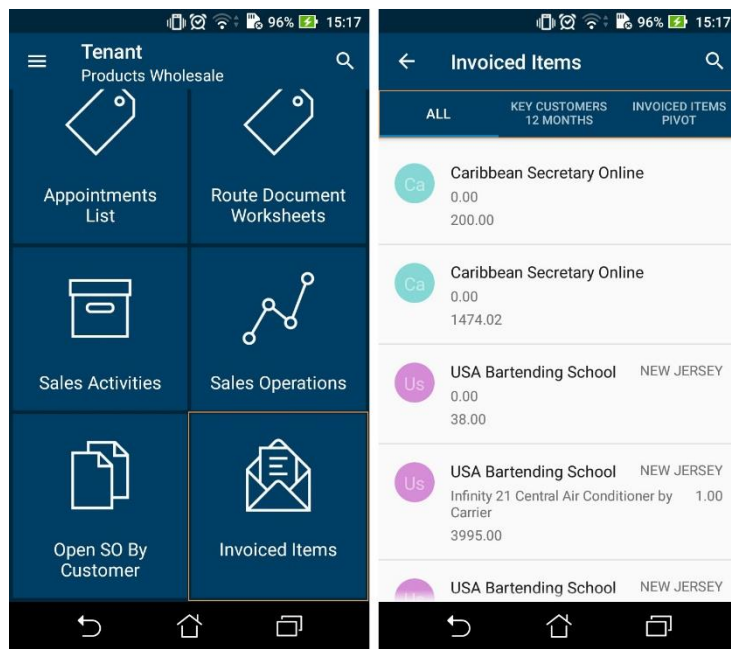 96% 15:17
Tenant
Products Wholesale
Appointments
List
Route Document
Worksheets
Sales Activities
Sales Operations
Open SO By
Customer
Invoiced Items
96% 15:17
Invoiced Items
ALL
KEY CUSTOMERS
12 MONTHS
INVOICED ITEMS
PIVOT
Ca
Caribbean Secretary Online
0.00
200.00
Ca
Caribbean Secretary Online
0.00
1474.02
Us
USA Bartending School NEW JERSEY
0.00
38.00
Us
USA Bartending School NEW JERSEY
Infinity 21 Central Air Conditioner by 1.00
Carrier
3995.00
USA Bartending School NEW JERSEY